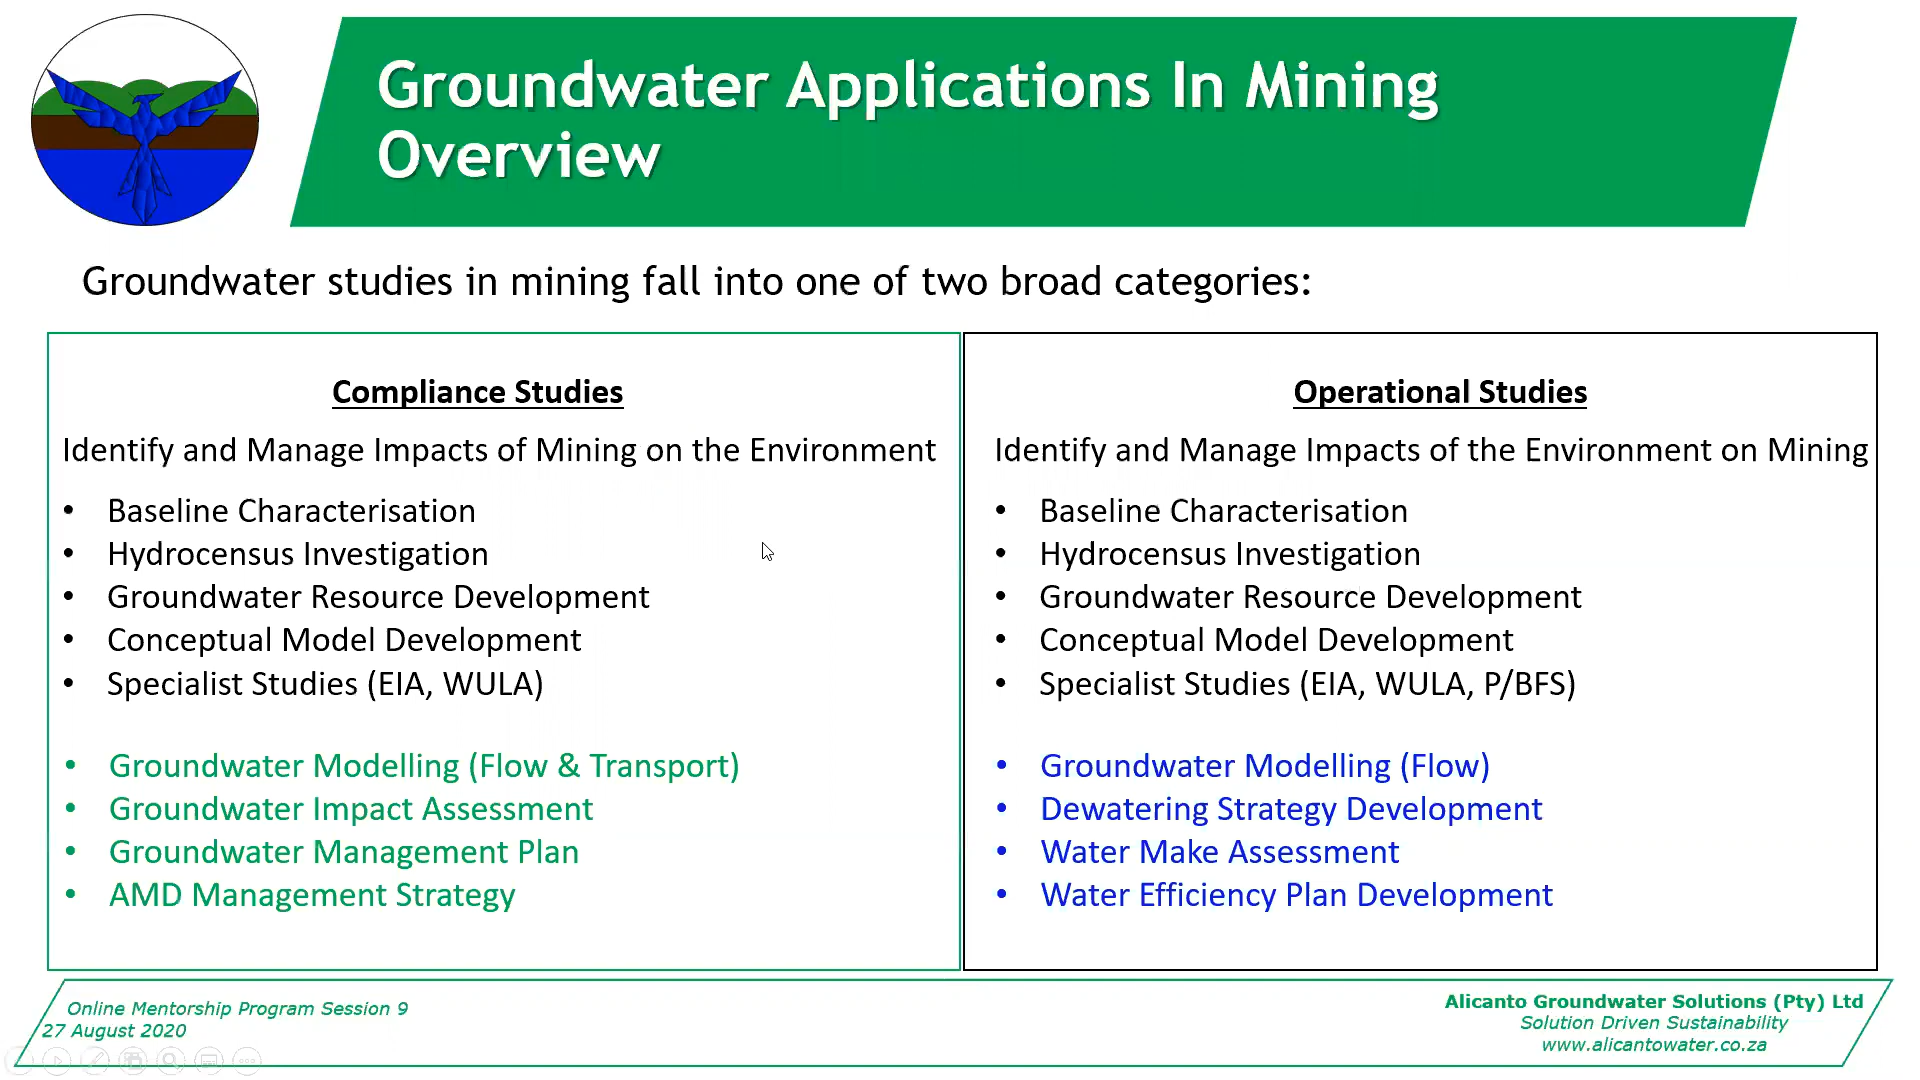 Groundwater Applications In Mining
Overview
Groundwater studies in mining fall into one of two broad categories:
Compliance Studies
Identify and Manage Impacts of Mining on the Environment
• Baseline Characterisation
• Hydrocensus Investigation
• Groundwater Resource Development
• Conceptual Model Development
• Specialist Studies (EIA, WULA)
• Groundwater Modelling (Flow & Transport)
• Groundwater Impact Assessment
• Groundwater Management Plan
• AMD Management Strategy
Operational Studies
Identify and Manage Impacts of the Environment on Mining
• Baseline Characterisation
• Hydrocensus Investigation
• Groundwater Resource Development
• Conceptual Model Development
• Specialist Studies (EIA, WULA, P/BFS)
• Groundwater Modelling (Flow)
• Dewatering Strategy Development
• Water Make Assessment
• Water Efficiency Plan Development
Online Mentorship Program Session 9
27 August 2020
Alicanto Groundwater Solutions (Pty) Ltd
Solution Driven Sustainability
www.alicantowater.co.za